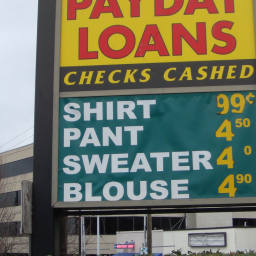 PAYDAY
LOANS
CHECKS CASHED
SHIRT 99¢
PANT 4.50
SWEATER 4. 0
BLOUSE 4.90